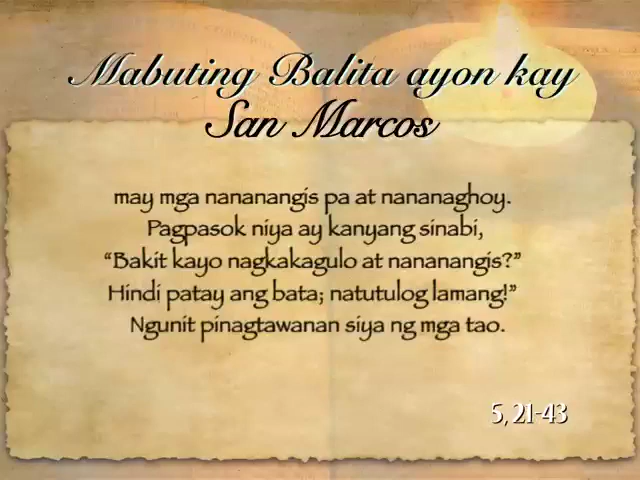 Mabuting Balita ayon kay
San Marcos
may mga nananangis pa at nananaghoy.
Pagpasok niya ay kanyang sinabi,
“Bakit kayo nagkakagulo at nananangis?”
Hindi patay ang bata; natutulog lamang!”
Ngunit pinagtawanan siya ng mga tao.
5, 21-43